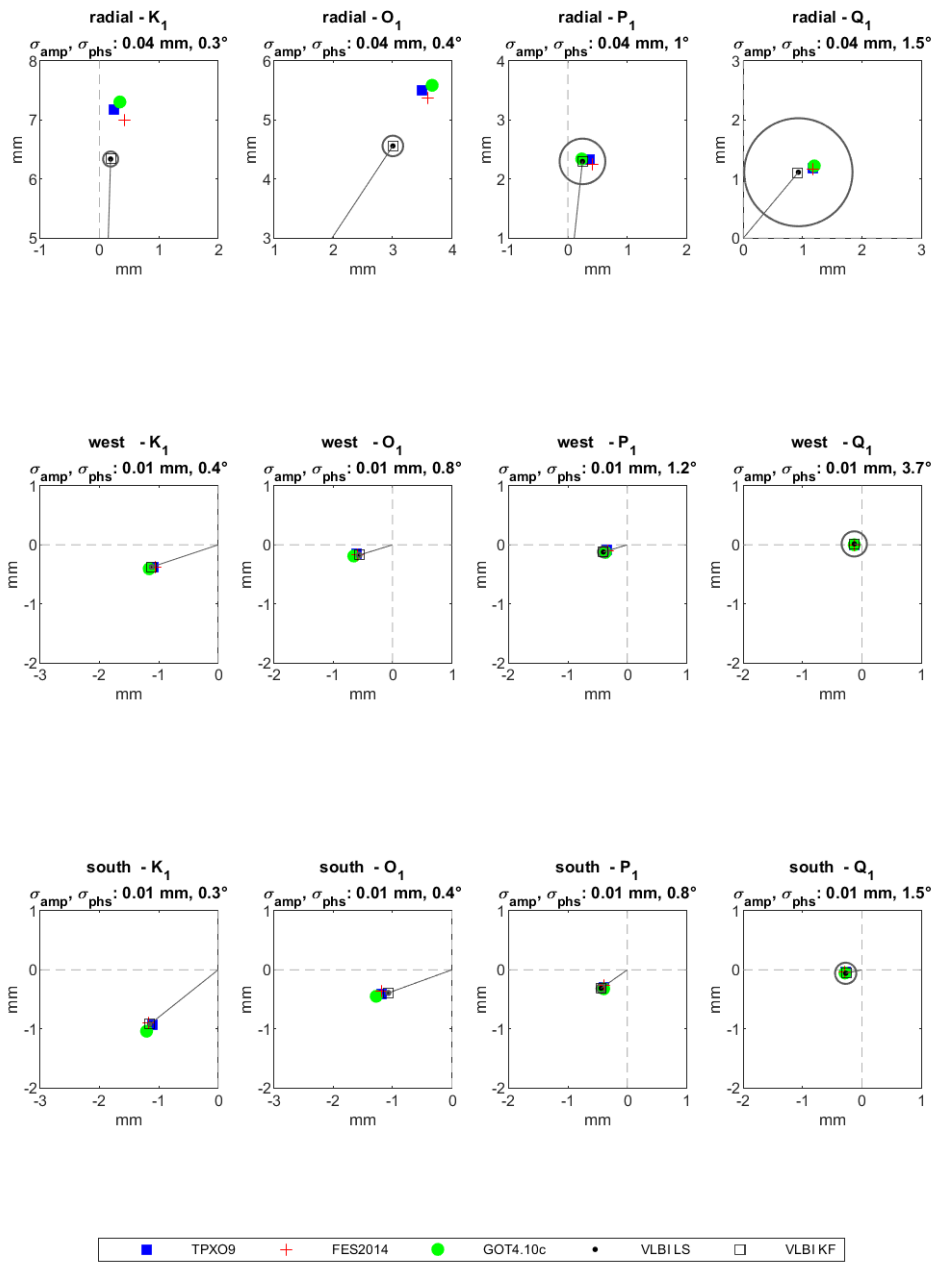 radial - K1 radial - O1 radial - P1 radial - Q1
σamp, σphs: 0.04 mm, 0.3° σamp, σphs: 0.04 mm, 0.4° σamp, σphs: 0.04 mm, 1° σamp, σphs: 0.04 mm, 1.5°
8 6 4 3
7 5 3 2
mm mm mm mm
6 4 2 1
5 3 1 0
-1 0 1 2 1 2 3 4 -1 0 1 2 0 1 2 3
mm mm mm mm
west - K1 west - O1 west - P1 west - Q1
σamp, σphs: 0.01 mm, 0.4° σamp, σphs: 0.01 mm, 0.8° σamp, σphs: 0.01 mm, 1.2° σamp, σphs: 0.01 mm, 3.7°
1 1 1 1
0 0 0 0
mm mm mm mm
-1 -1 -1 -1
-2 -2 -2 -2
-3 -2 -1 0 -2 -1 0 1 -2 -1 0 1 -2 -1 0 1
mm mm mm mm
south - K1 south - O1 south - P1 south - Q1
σamp, σphs: 0.01 mm, 0.3° σamp, σphs: 0.01 mm, 0.4° σamp, σphs: 0.01 mm, 0.8° σamp, σphs: 0.01 mm, 1.5°
1 1 1 1
0 0 0 0
mm mm mm mm
-1 -1 -1 -1
-2 -2 -2 -2
-3 -2 -1 0 -3 -2 -1 0 -2 -1 0 1 -2 -1 0 1
mm mm mm mm
TPXO9 FES2014 GOT4.10c VLBI LS VLBI KF